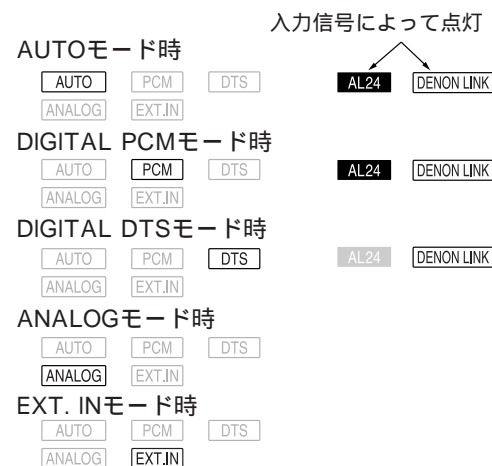 入力信号によって点灯
AUTOモード時
AUTO PCM DTS AL24 DENON LINK
ANALOG EXT.IN
DIGITAL PCMモード時
AUTO PCM DTS AL24 DENON LINK
ANALOG EXT.IN
DIGITAL DTSモード時
AUTO PCM DTS AL24 DENON LINK
ANALOG EXT.IN
ANALOGモード時
AUTO PCM DTS
ANALOG EXT.IN
EXT. INモード時
AUTO PCM DTS
ANALOG EXT.IN